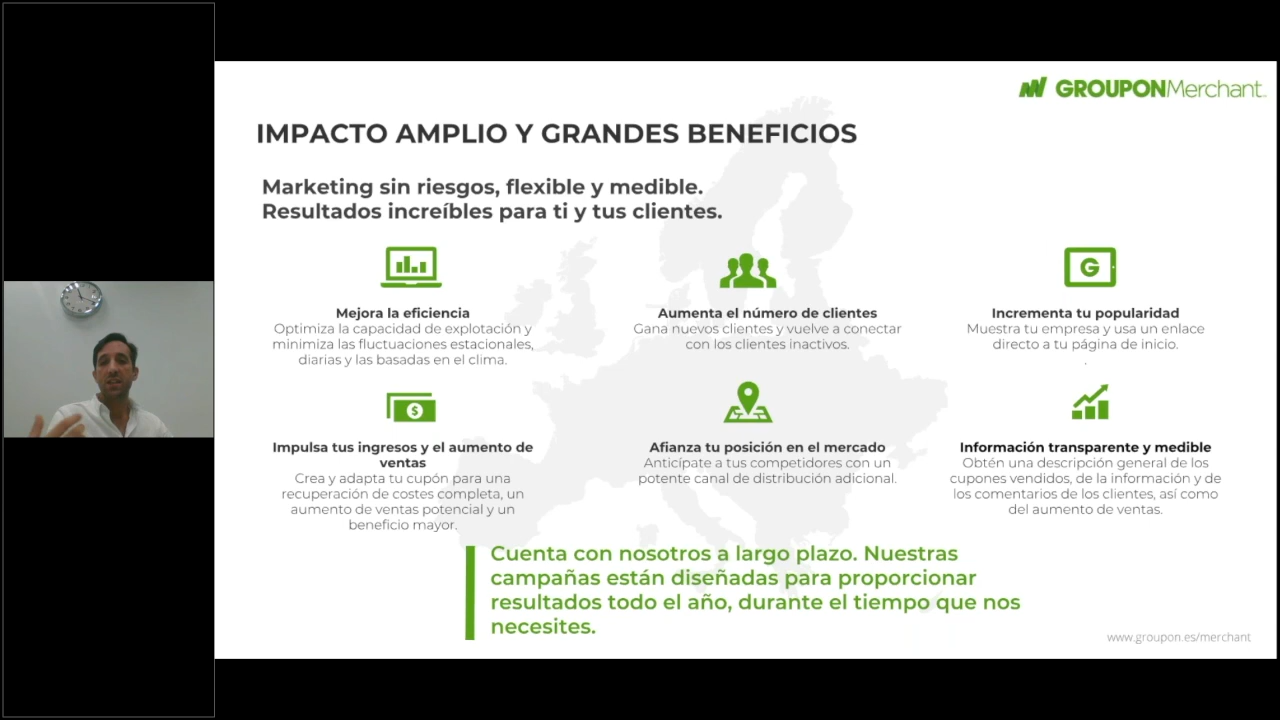 GROUPONMerchant
IMPACTO AMPLIO Y GRANDES BENEFICIOS
Marketing sin riesgos, flexible y medible.
Resultados increíbles para ti y tus clientes.
Mejora la eficiencia
Optimiza la capacidad de explotación y
minimiza las fluctuaciones estacionales,
diarias y las basadas en el clima.
Aumenta el número de clientes
Gana nuevos clientes y vuelve a conectar
con los clientes inactivos.
G
Incrementa tu popularidad
Muestra tu empresa y usa un enlace
directo a tu página de inicio.
.
$
Impulsa tus ingresos y el aumento de
ventas
Crea y adapta tu cupón para una
recuperación de costes completa, un
aumento de ventas potencial y un
beneficio mayor.
Afianza tu posición en el mercado
Anticípate a tus competidores con un
potente canal de distribución adicional.
Información transparente y medible
Obtén una descripción general de los
cupones vendidos, de la información y de
los comentarios de los clientes, así como
del aumento de ventas.
Cuenta con nosotros a largo plazo. Nuestras
campañas están diseñadas para proporcionar
resultados todo el año, durante el tiempo que nos
necesites.
www.groupon.es/merchant